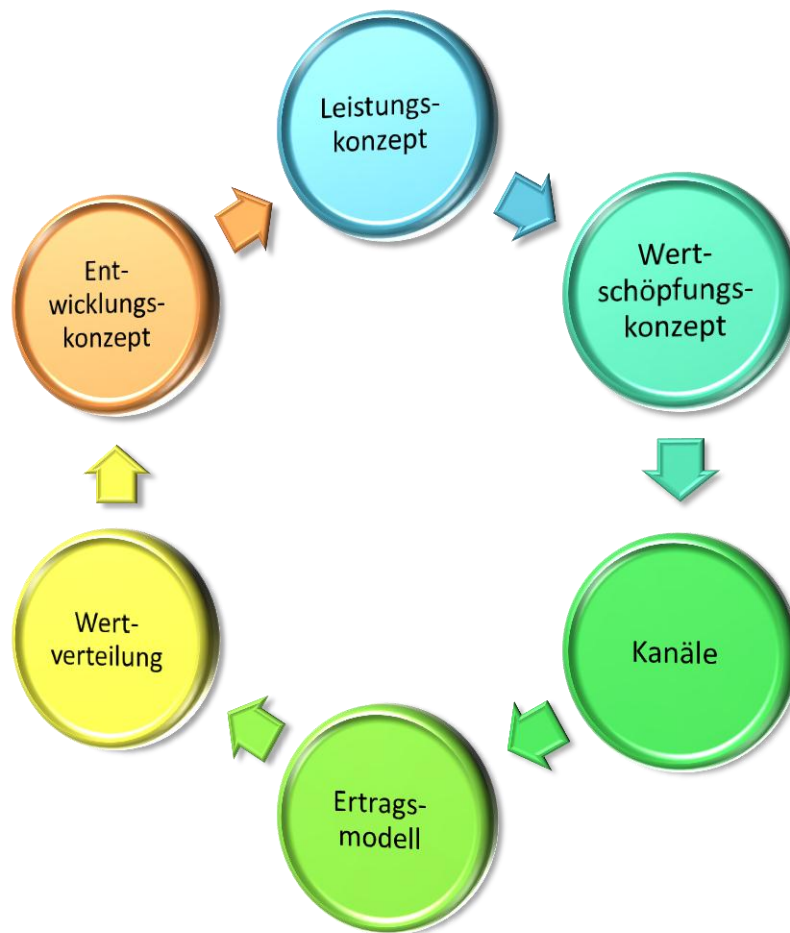 Leistungs-
konzept
Wert-
schöpfungs-
konzept
Kanäle
Ertrags-
modell
Wert-
verteilung
Ent-
wicklungs-
konzept